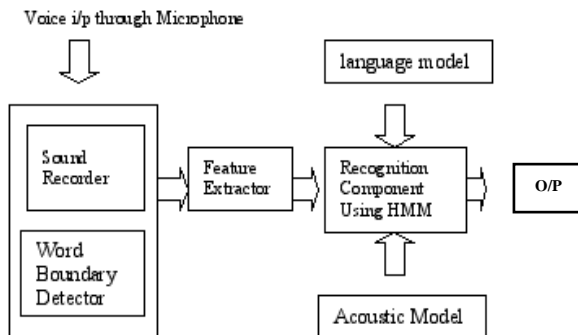 Voice i/p through Microphone
language model
Sound
Recorder
Feature
Extractor
Recognition
Component
Using HMM
O/P
Word
Boundary
Detector
Acoustic Model